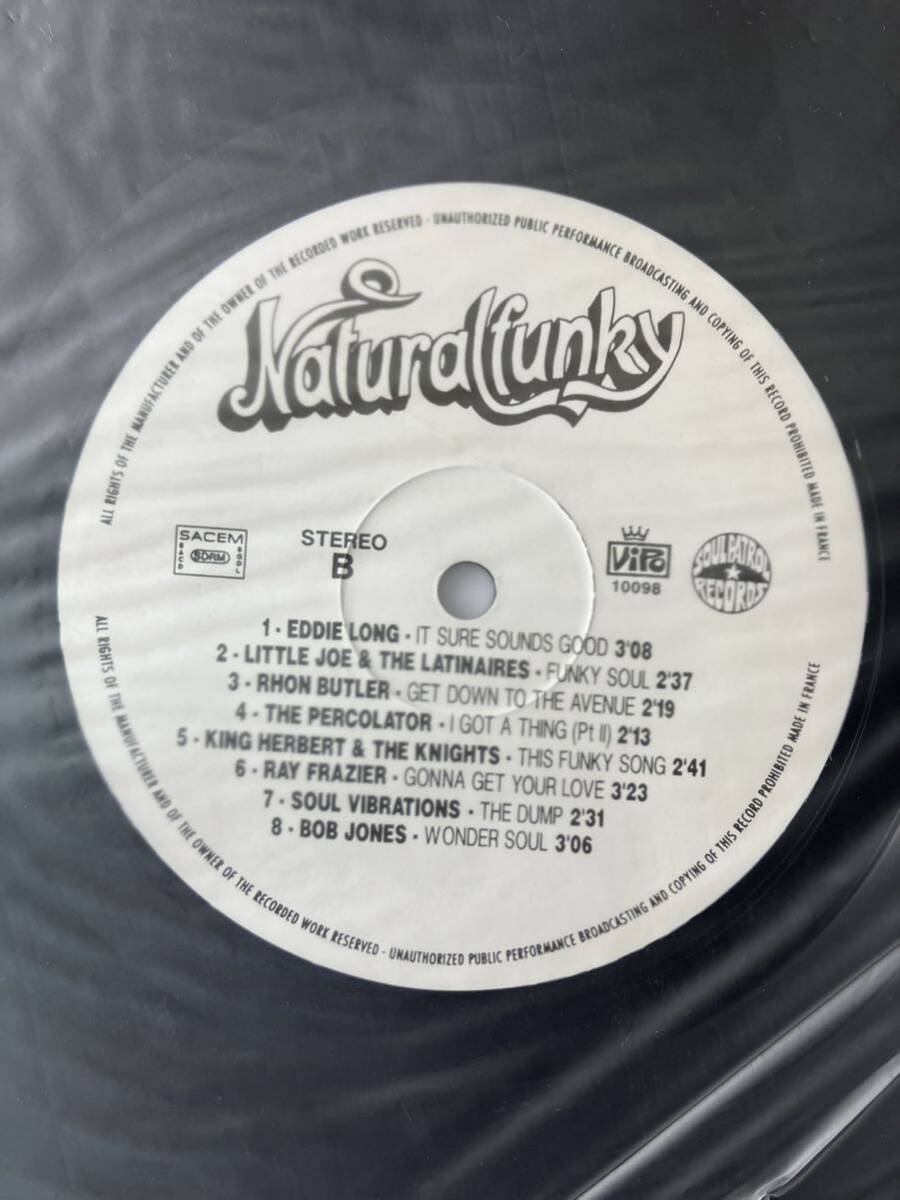 ALL RIGHTS OF THE MANUFACTURER AND OF THE OWNER OF THE RECORDED WORK RESERVED - UNAUTHORIZED PUBLIC PERFORMANCE BROADCASTING AND COPYING OF THIS RECORD PROHIBITED MADE IN FRANCE
Naturalfunky
SACEM
SACD
SDRM
SGDL
STEREO
B
ViPo
10098
SOUL PATROL
RECORDS
1 · EDDIE LONG · IT SURE SOUNDS GOOD 3'08
2 · LITTLE JOE & THE LATINAIRES · FUNKY SOUL 2'37
3 · RHON BUTLER · GET DOWN TO THE AVENUE 2'19
4 · THE PERCOLATOR · I GOT A THING (Pt II) 2'13
5 · KING HERBERT & THE KNIGHTS · THIS FUNKY SONG 2'41
6 · RAY FRAZIER · GONNA GET YOUR LOVE 3'23
7 · SOUL VIBRATIONS · THE DUMP 2'31
8 · BOB JONES · WONDER SOUL 3'06
ALL RIGHTS OF THE MANUFACTURER AND OF THE OWNER OF THE RECORDED WORK RESERVED - UNAUTHORIZED PUBLIC PERFORMANCE BROADCASTING AND COPYING OF THIS RECORD PROHIBITED MADE IN FRANCE